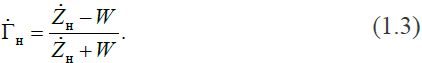 Γ̇н = (Żн − W) / (Żн + W). (1.3)